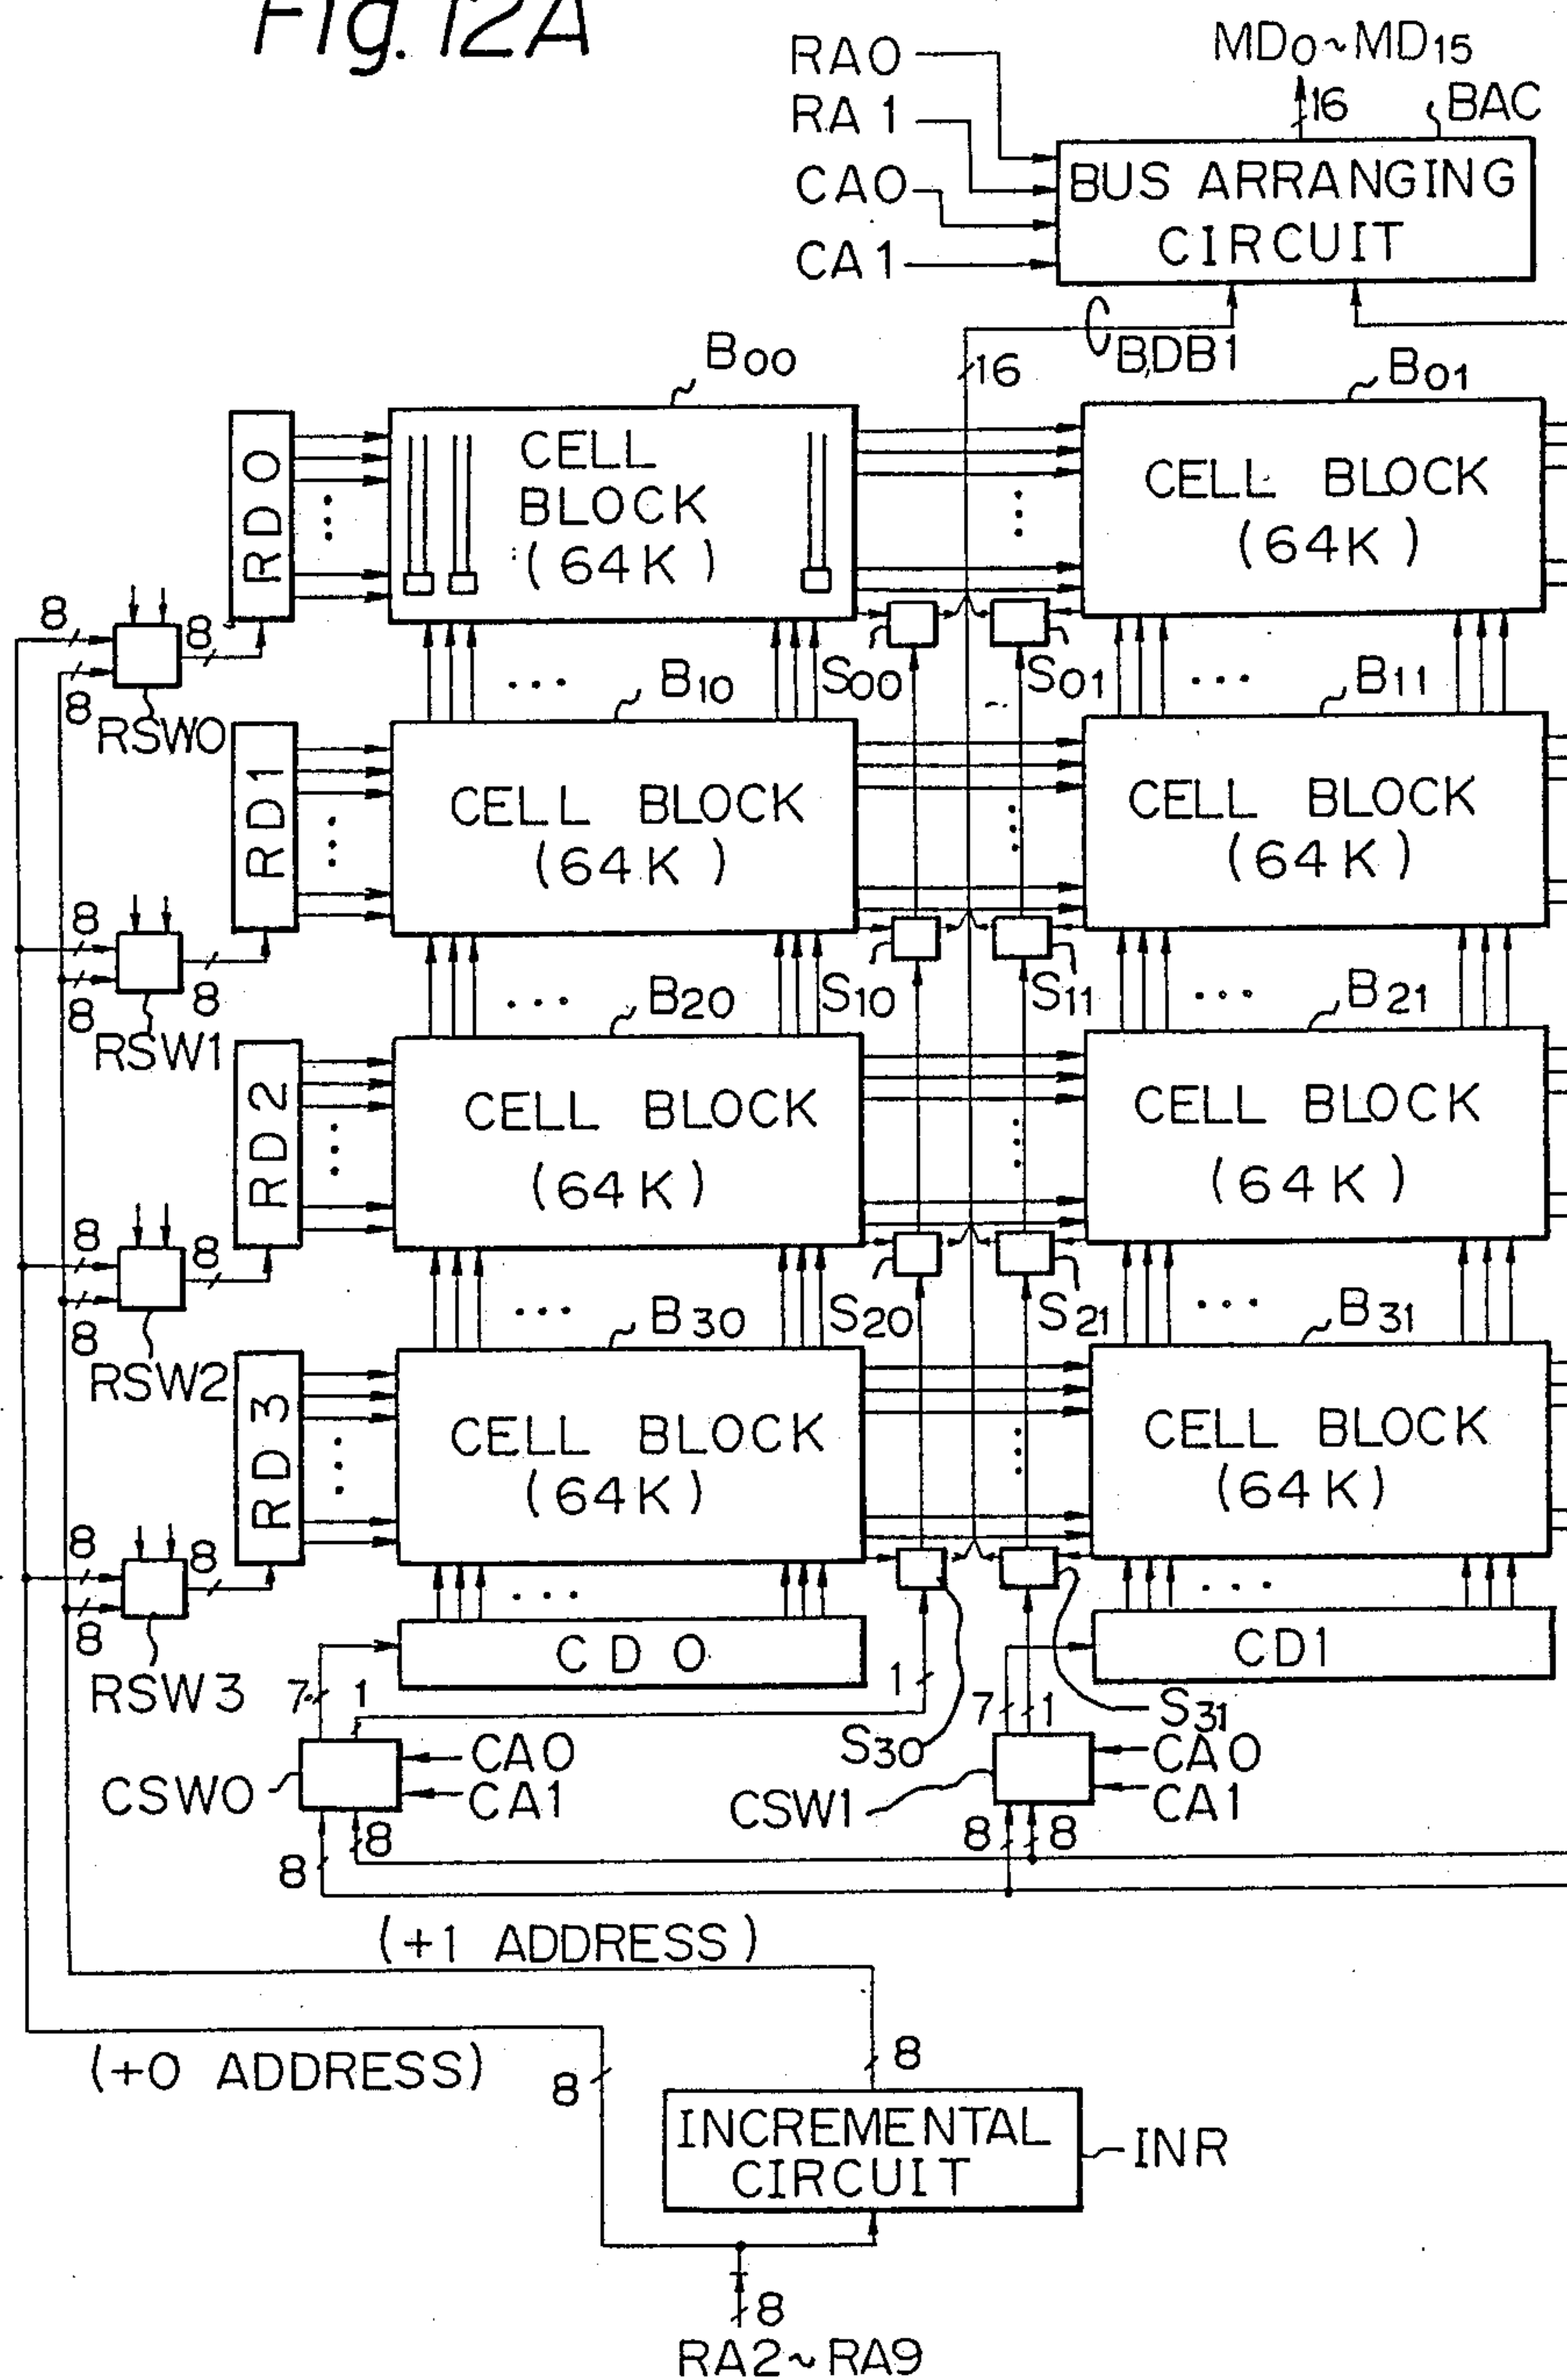 Fig. 12A
RA0
MD0~MD15
RA1
16
BAC
CA0
BUS ARRANGING
CIRCUIT
CA1
BDB1
16
B00
B01
RD0
CELL
BLOCK
(64K)
CELL BLOCK
(64K)
8
8
8
RSW0
B10
S00
S01
B11
RD1
CELL BLOCK
(64K)
CELL BLOCK
(64K)
8
8
8
RSW1
B20
S10
S11
B21
RD2
CELL BLOCK
(64K)
CELL BLOCK
(64K)
8
8
8
RSW2
B30
S20
S21
B31
RD3
CELL BLOCK
(64K)
CELL BLOCK
(64K)
8
8
8
RSW3
CD0
CD1
7
1
1
7
1
S30
S31
CSW0
CA0
CA1
CSW1
CA0
CA1
8
8
8
8
(+1 ADDRESS)
(+0 ADDRESS)
8
8
INCREMENTAL
CIRCUIT
INR
8
RA2~RA9